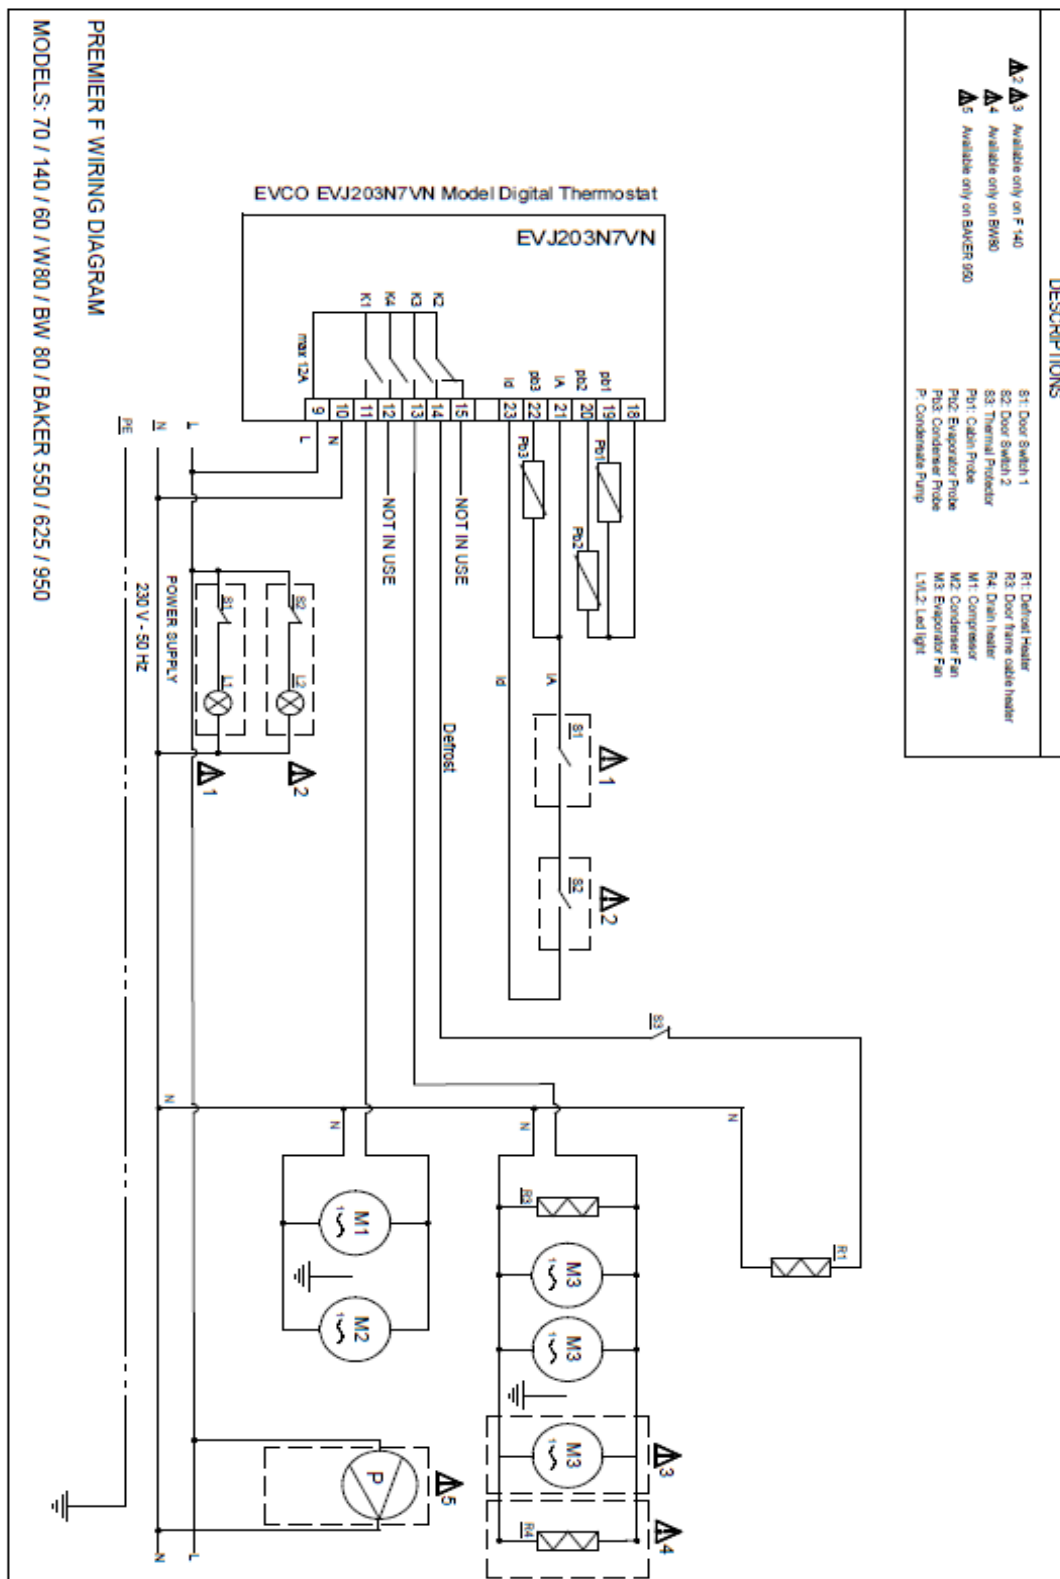 DESCRIPTIONS
2 3 Available only on F 140
4 Available only on BW80
5 Available only on BAKER 950
S1: Door Switch 1
S2: Door Switch 2
S3: Thermal Protector
Pb1: Cabin Probe
Pb2: Evaporator Probe
Pb3: Condenser Probe
P: Condensate Pump
R1: Defrost Heater
R3: Door frame cable heater
R4: Drain heater
M1: Compressor
M2: Condenser Fan
M3: Evaporator Fan
L1/L2: Led light
EVCO EVJ203N7VN Model Digital Thermostat
EVJ203N7VN
K1
K4
K3
K2
max 12A
Id
pb3
IA
pb2
pb1
9
10
11
12
13
14
15
23
22
21
20
19
18
L
N
NOT IN USE
NOT IN USE
Pb3
Pb1
Pb2
IA
Id
Defrost
S1
1
S2
2
S3
R1
N
N
N
N
R3
M3
M3
M3
3
R4
4
M1
M2
P
5
S2
L2
2
S1
L1
1
POWER SUPPLY
230 V - 50 Hz
L
N
PE
L
N
PREMIER F WIRING DIAGRAM
MODELS: 70 / 140 / 60 / W80 / BW 80 / BAKER 550 / 625 / 950